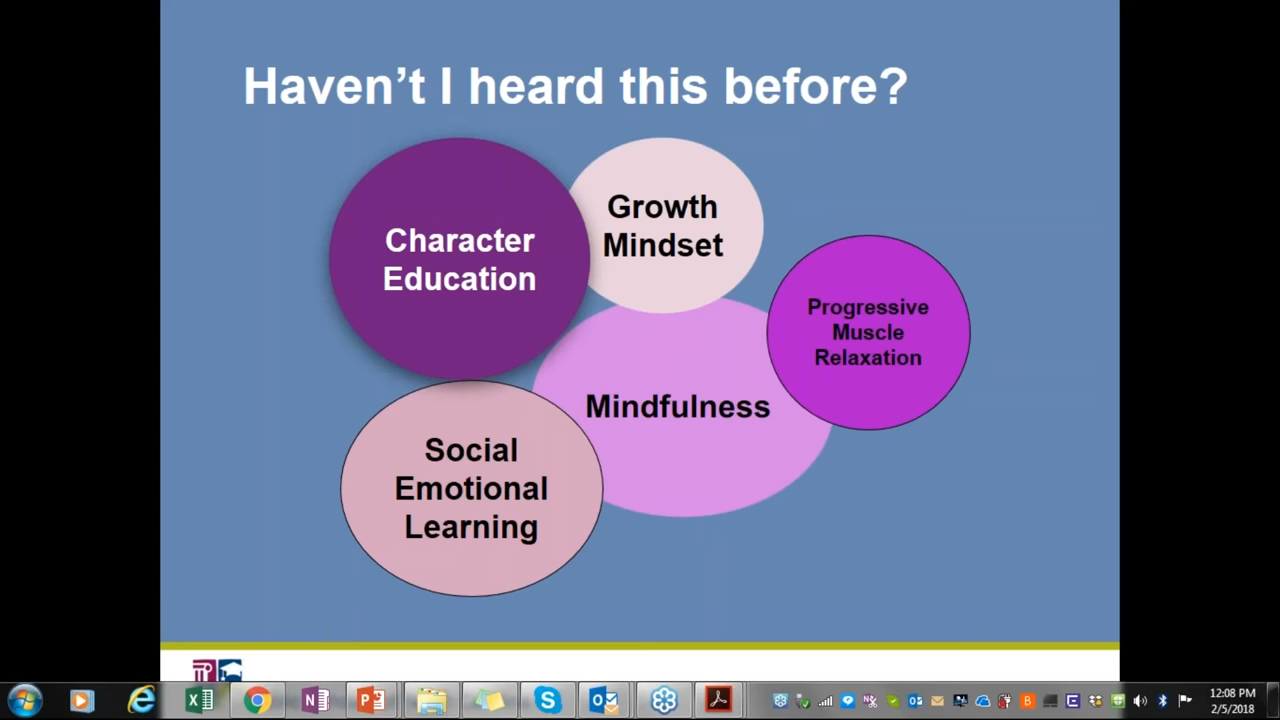 Haven't I heard this before?
Character
Education
Growth
Mindset
Progressive
Muscle
Relaxation
Mindfulness
Social
Emotional
Learning
12:08 PM
2/5/2018